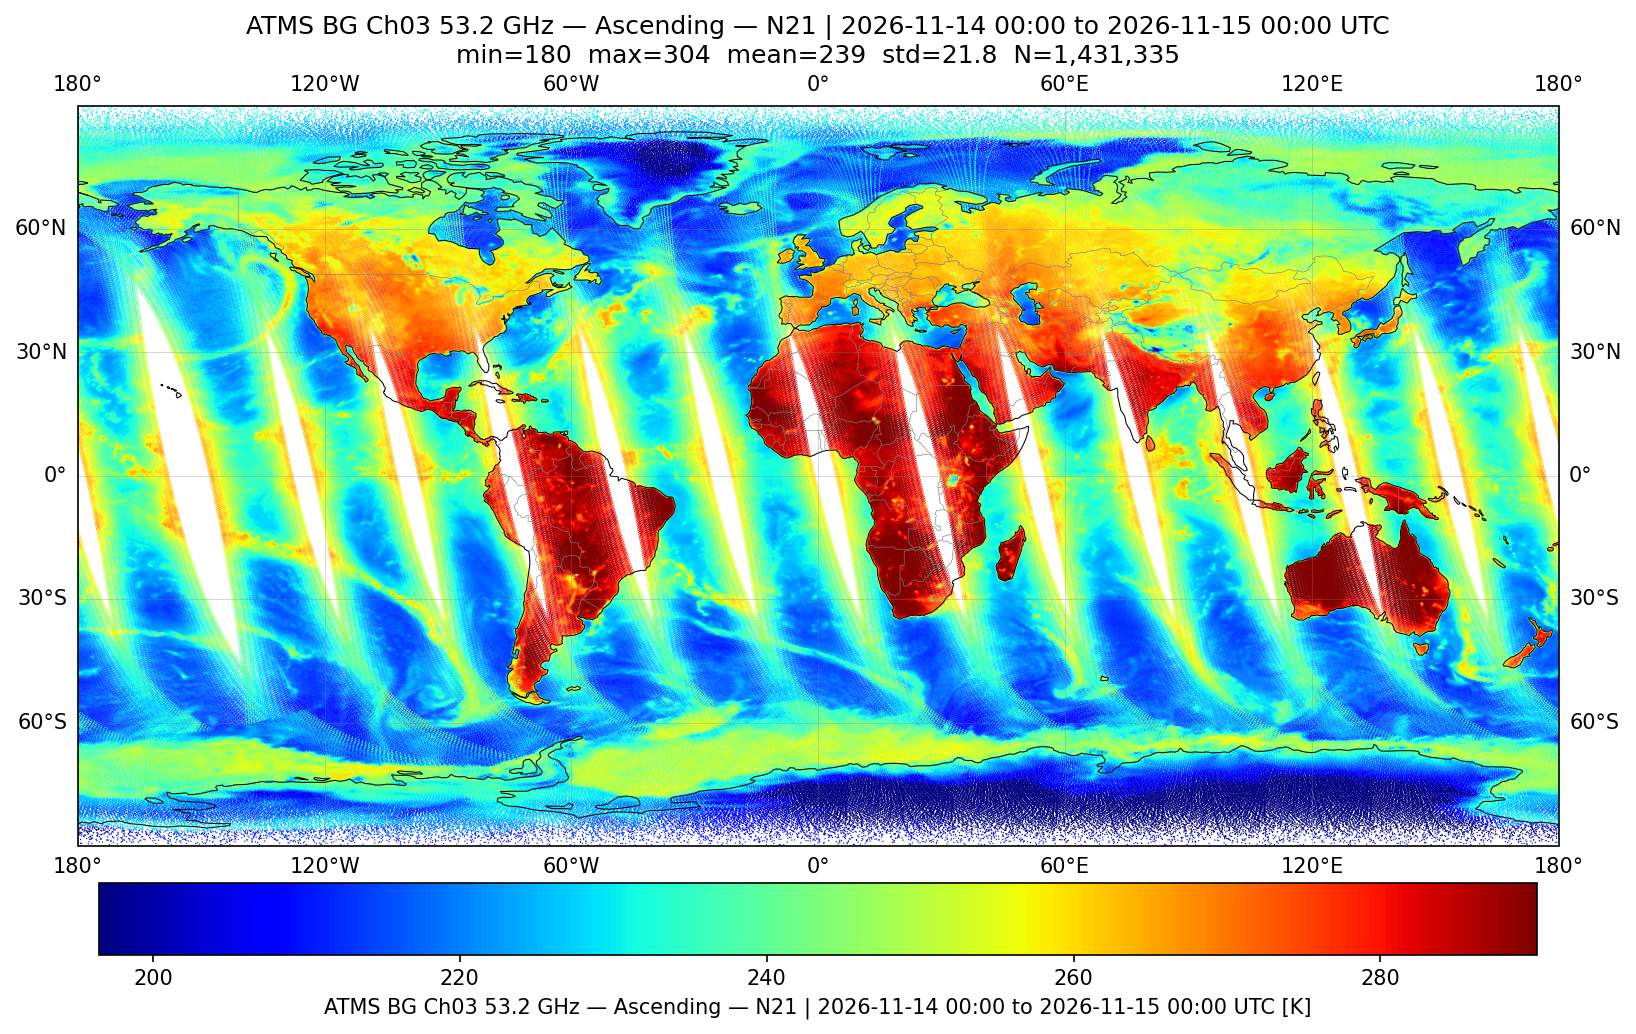 ATMS BG Ch03 53.2 GHz — Ascending — N21 | 2026-11-14 00:00 to 2026-11-15 00:00 UTC
min=180 max=304 mean=239 std=21.8 N=1,431,335
180° 120°W 60°W 0° 60°E 120°E 180°
60°N 60°N
30°N 30°N
0° 0°
30°S 30°S
60°S 60°S
180° 120°W 60°W 0° 60°E 120°E 180°
200 220 240 260 280
ATMS BG Ch03 53.2 GHz — Ascending — N21 | 2026-11-14 00:00 to 2026-11-15 00:00 UTC [K]